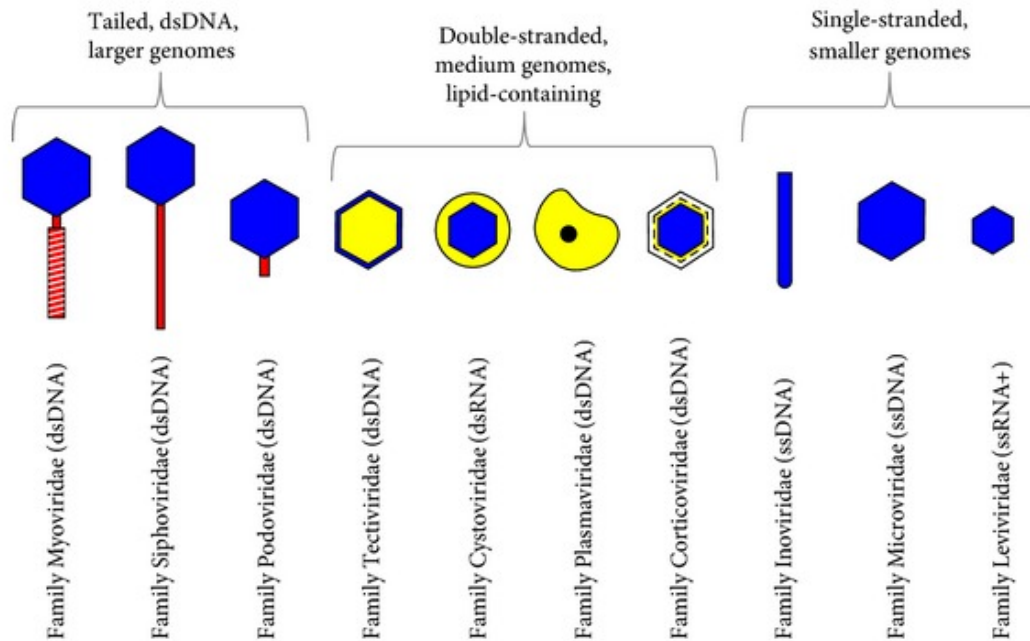 Tailed, dsDNA,
larger genomes
Double-stranded,
medium genomes,
lipid-containing
Single-stranded,
smaller genomes
Family Myoviridae (dsDNA)
Family Siphoviridae (dsDNA)
Family Podoviridae (dsDNA)
Family Tectiviridae (dsDNA)
Family Cystoviridae (dsRNA)
Family Plasmaviridae (dsDNA)
Family Corticoviridae (dsDNA)
Family Inoviridae (ssDNA)
Family Microviridae (ssDNA)
Family Leviviridae (ssRNA+)